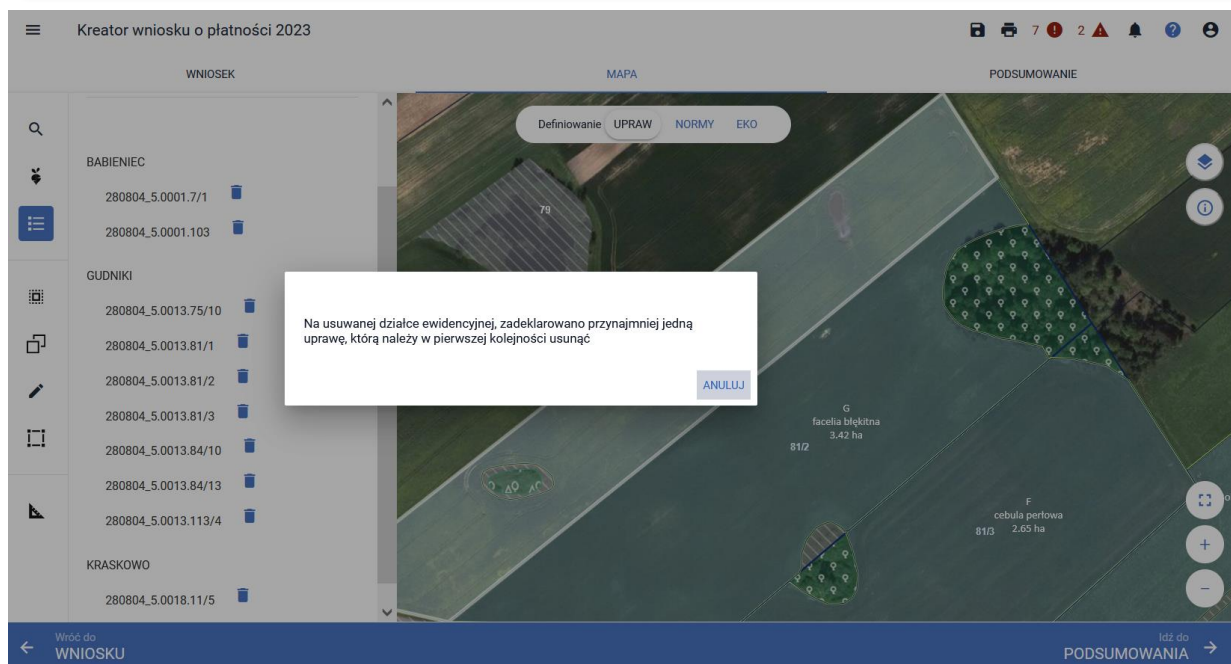 Kreator wniosku o płatności 2023
7
2
WNIOSEK
MAPA
PODSUMOWANIE
Definiowanie UPRAW NORMY EKO
BABIENIEC
280804_5.0001.7/1
280804_5.0001.103
GUDNIKI
280804_5.0013.75/10
280804_5.0013.81/1
280804_5.0013.81/2
280804_5.0013.81/3
280804_5.0013.84/10
280804_5.0013.84/13
280804_5.0013.113/4
KRASKOWO
280804_5.0018.11/5
79
Na usuwanej działce ewidencyjnej, zadeklarowano przynajmniej jedną
uprawę, którą należy w pierwszej kolejności usunąć
ANULUJ
G
facelia błękitna
3.42 ha
81/2
F
cebula perłowa
2.65 ha
81/3
Wróć do
WNIOSKU
Idź do
PODSUMOWANIA